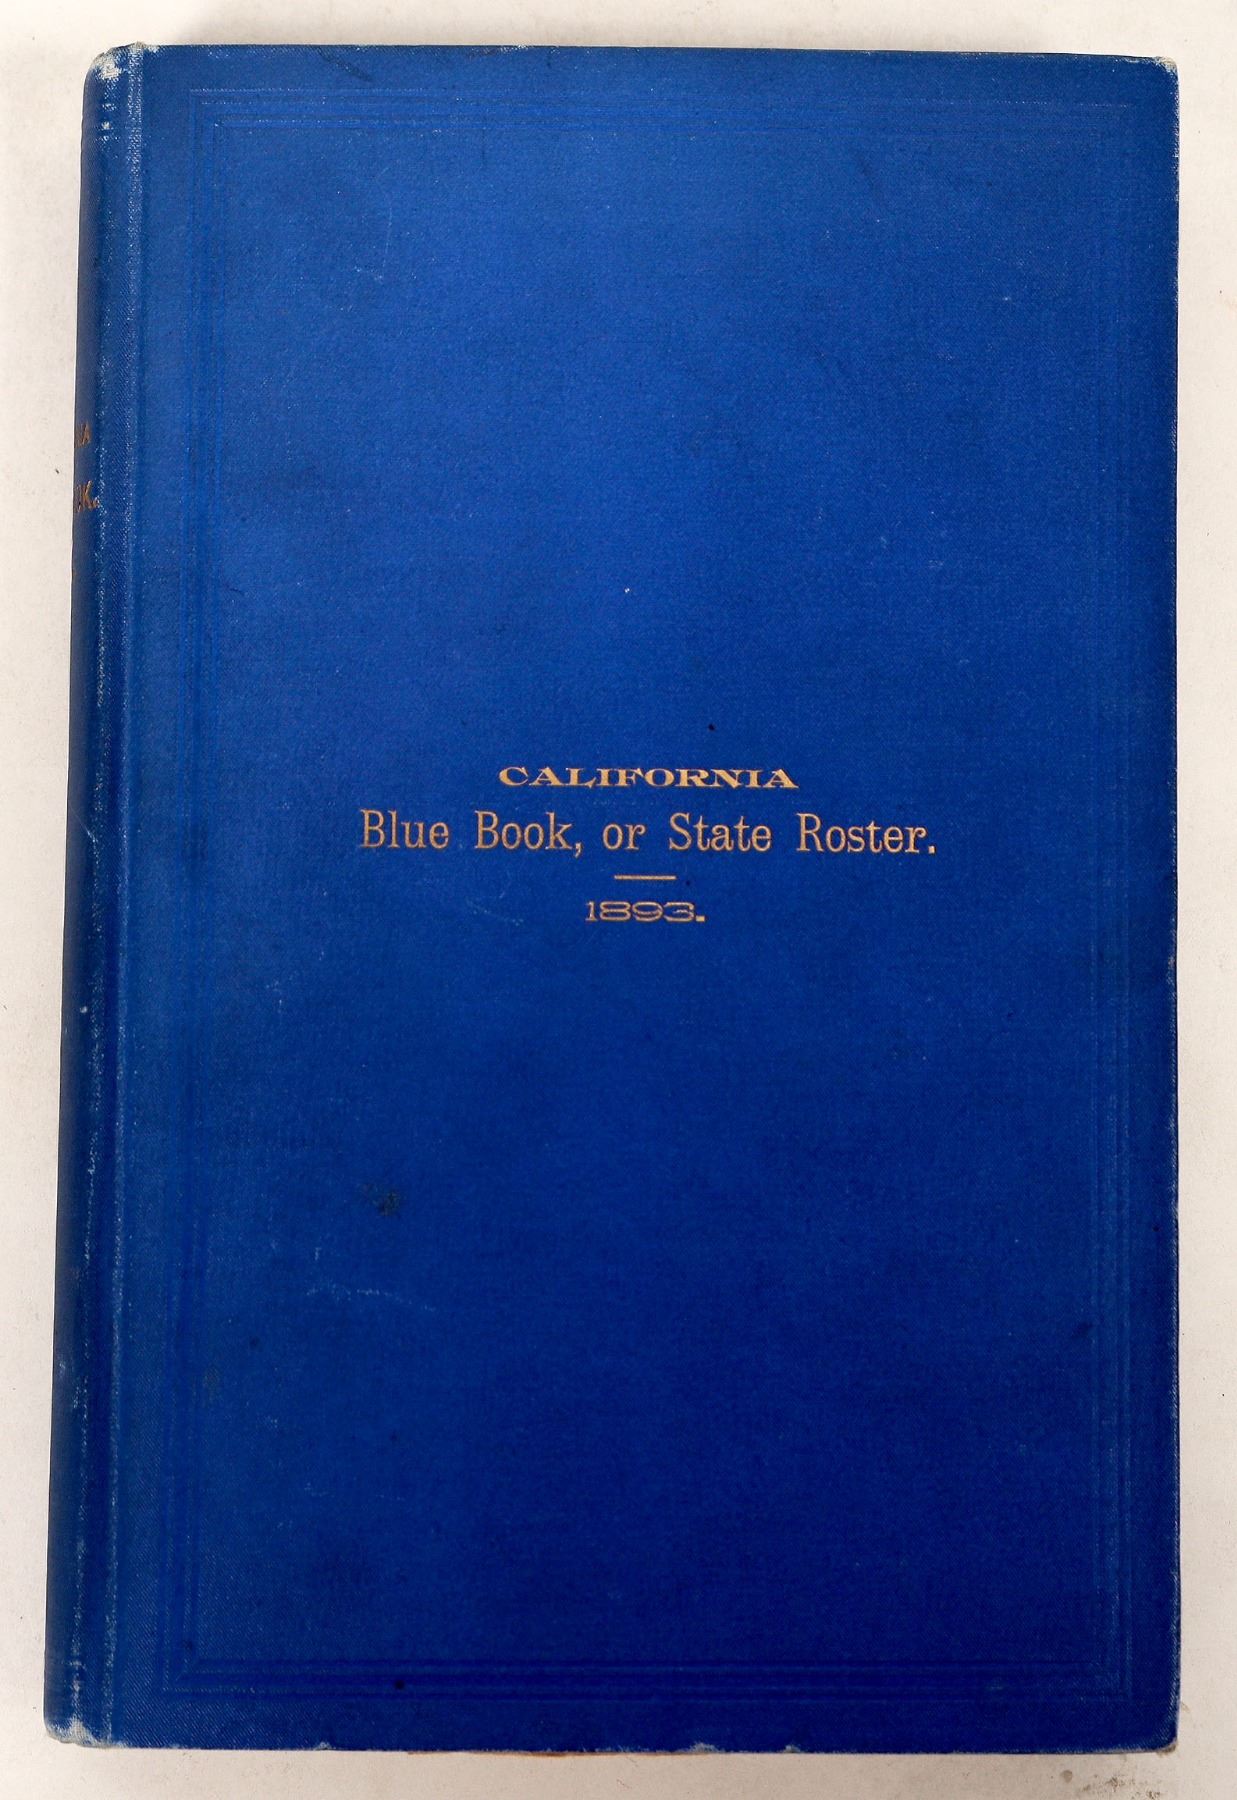 CALIFORNIA
Blue Book, or State Roster.
1893.